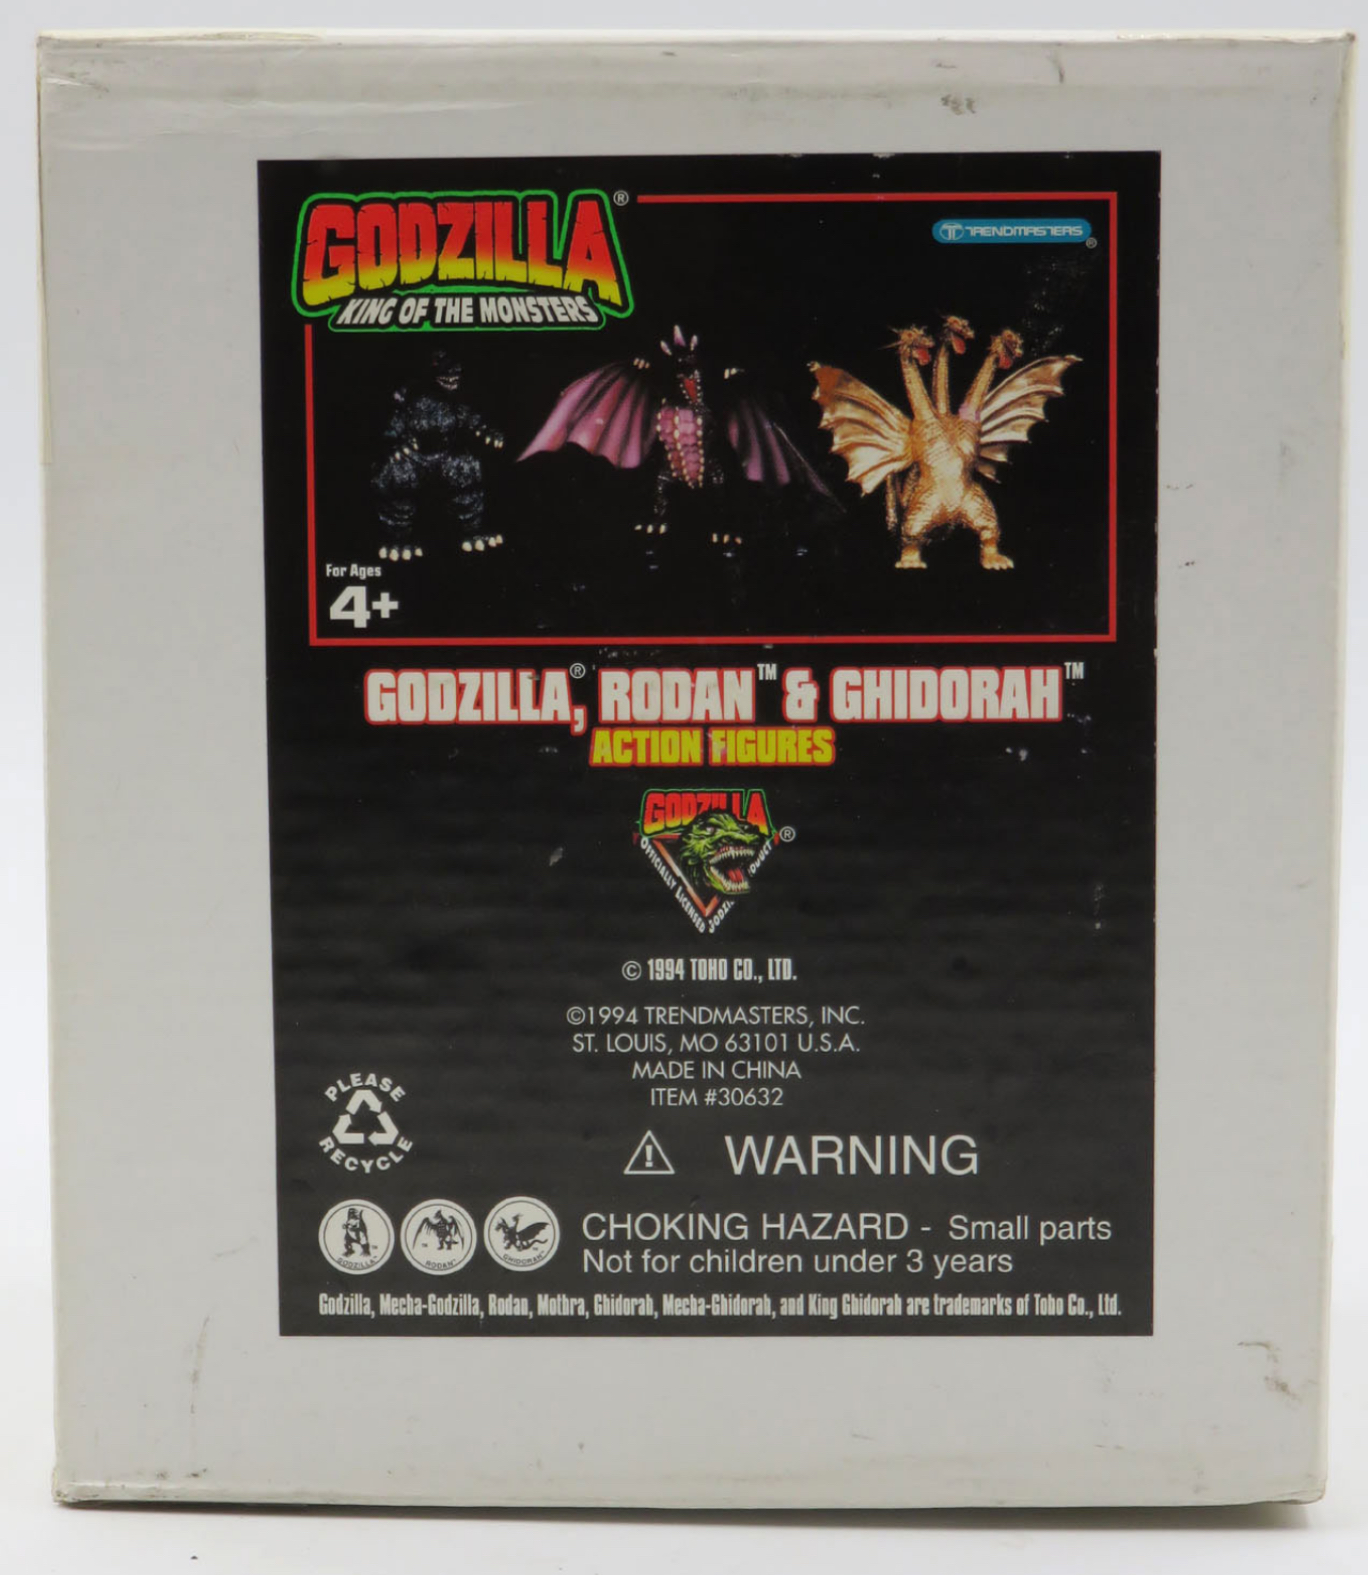 GODZILLA®
KING OF THE MONSTERS
TRENDMASTERS®
For Ages
4+
GODZILLA®, RODAN™ & GHIDORAH™
ACTION FIGURES
GODZILLA®
OFFICIALLY LICENSED
© 1994 TOHO CO., LTD.
©1994 TRENDMASTERS, INC.
ST. LOUIS, MO 63101 U.S.A.
MADE IN CHINA
ITEM #30632
PLEASE
RECYCLE
⚠ WARNING
GODZILLA™
RODAN™
GHIDORAH™
CHOKING HAZARD - Small parts
Not for children under 3 years
Godzilla, Mecha-Godzilla, Rodan, Mothra, Ghidorah, Mecha-Ghidorah, and King Ghidorah are trademarks of Toho Co., Ltd.